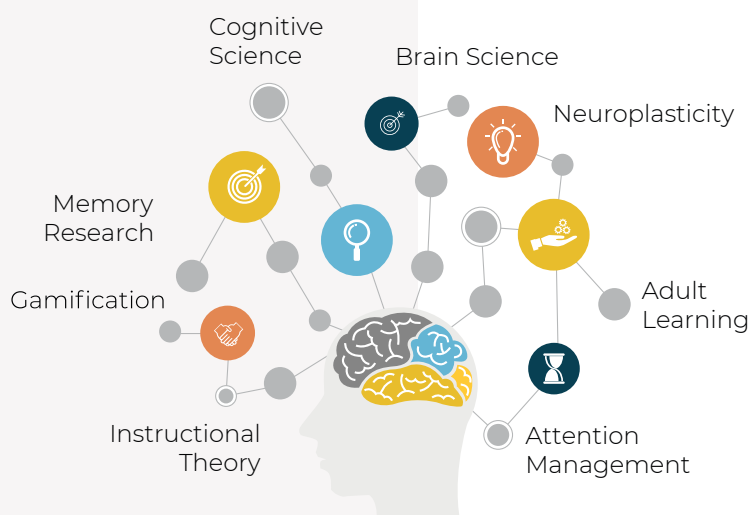 Cognitive
Science
Brain Science
Neuroplasticity
Memory
Research
Gamification
Adult
Learning
Instructional
Theory
Attention
Management